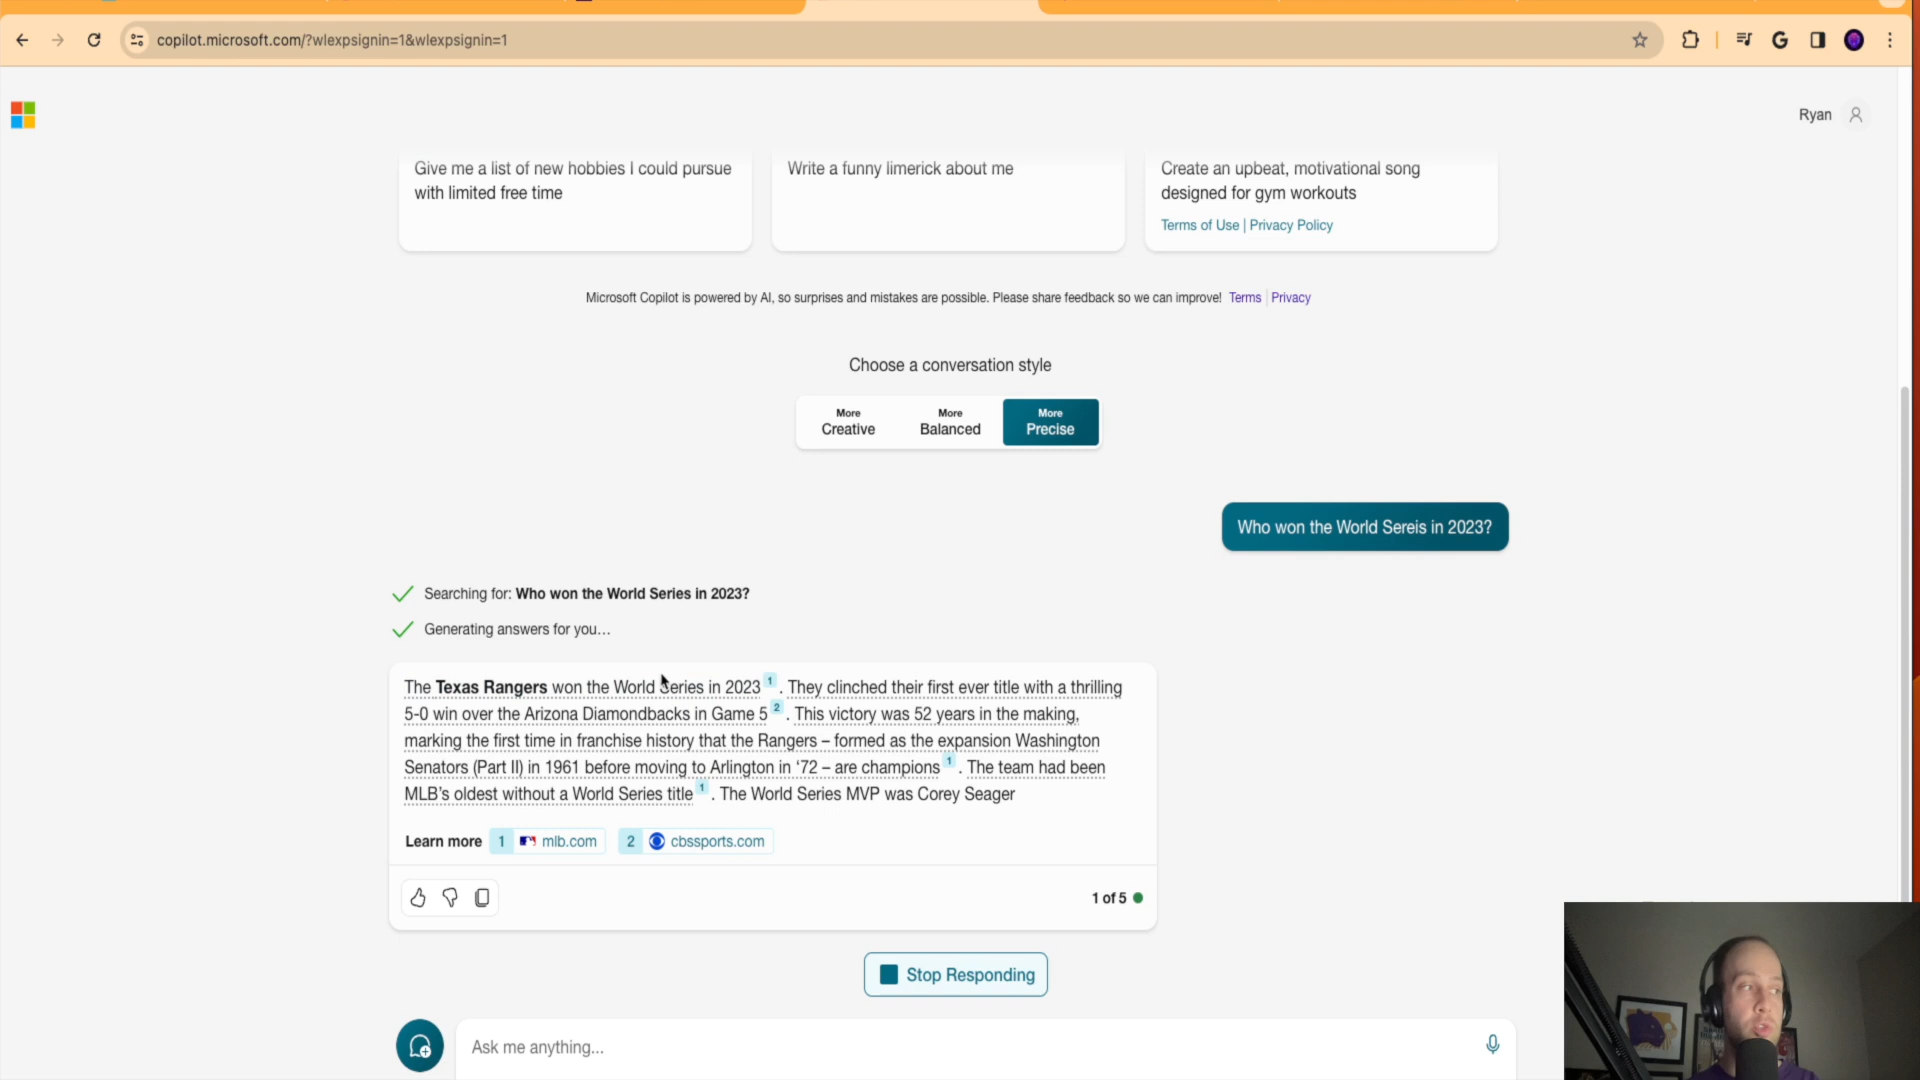 copilot.microsoft.com/?wlexpsignin=1&wlexpsignin=1
Ryan
Give me a list of new hobbies I could pursue
with limited free time
Write a funny limerick about me
Create an upbeat, motivational song
designed for gym workouts
Terms of Use | Privacy Policy
Microsoft Copilot is powered by AI, so surprises and mistakes are possible. Please share feedback so we can improve! Terms | Privacy
Choose a conversation style
More
Creative
More
Balanced
More
Precise
Who won the World Sereis in 2023?
Searching for: Who won the World Series in 2023?
Generating answers for you...
The Texas Rangers won the World Series in 2023 1 . They clinched their first ever title with a thrilling
5-0 win over the Arizona Diamondbacks in Game 5 2 . This victory was 52 years in the making,
marking the first time in franchise history that the Rangers – formed as the expansion Washington
Senators (Part II) in 1961 before moving to Arlington in ‘72 – are champions 1 . The team had been
MLB’s oldest without a World Series title 1 . The World Series MVP was Corey Seager
Learn more 1 mlb.com 2 cbssports.com
1 of 5
Stop Responding
Ask me anything...